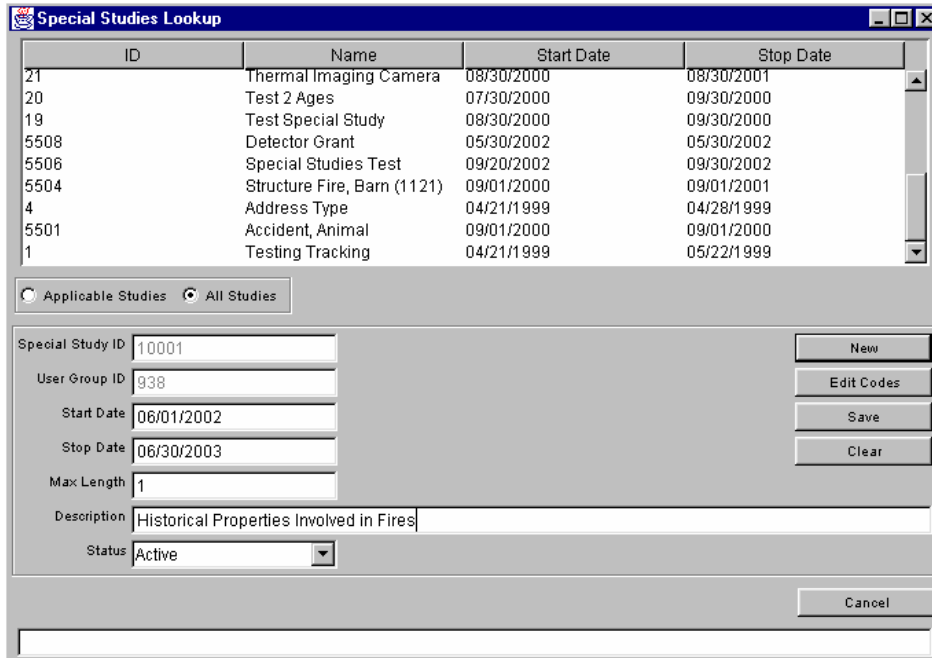 Special Studies Lookup
ID Name Start Date Stop Date
21 Thermal Imaging Camera 08/30/2000 08/30/2001
20 Test 2 Ages 07/30/2000 09/30/2000
19 Test Special Study 08/30/2000 09/30/2000
5508 Detector Grant 05/30/2002 05/30/2002
5506 Special Studies Test 09/20/2002 09/30/2002
5504 Structure Fire, Barn (1121) 09/01/2000 09/01/2001
4 Address Type 04/21/1999 04/28/1999
5501 Accident, Animal 09/01/2000 09/01/2000
1 Testing Tracking 04/21/1999 05/22/1999
Applicable Studies All Studies
Special Study ID 10001 New
User Group ID 938 Edit Codes
Start Date 06/01/2002 Save
Stop Date 06/30/2003 Clear
Max Length 1
Description Historical Properties Involved in Fires
Status Active
Cancel